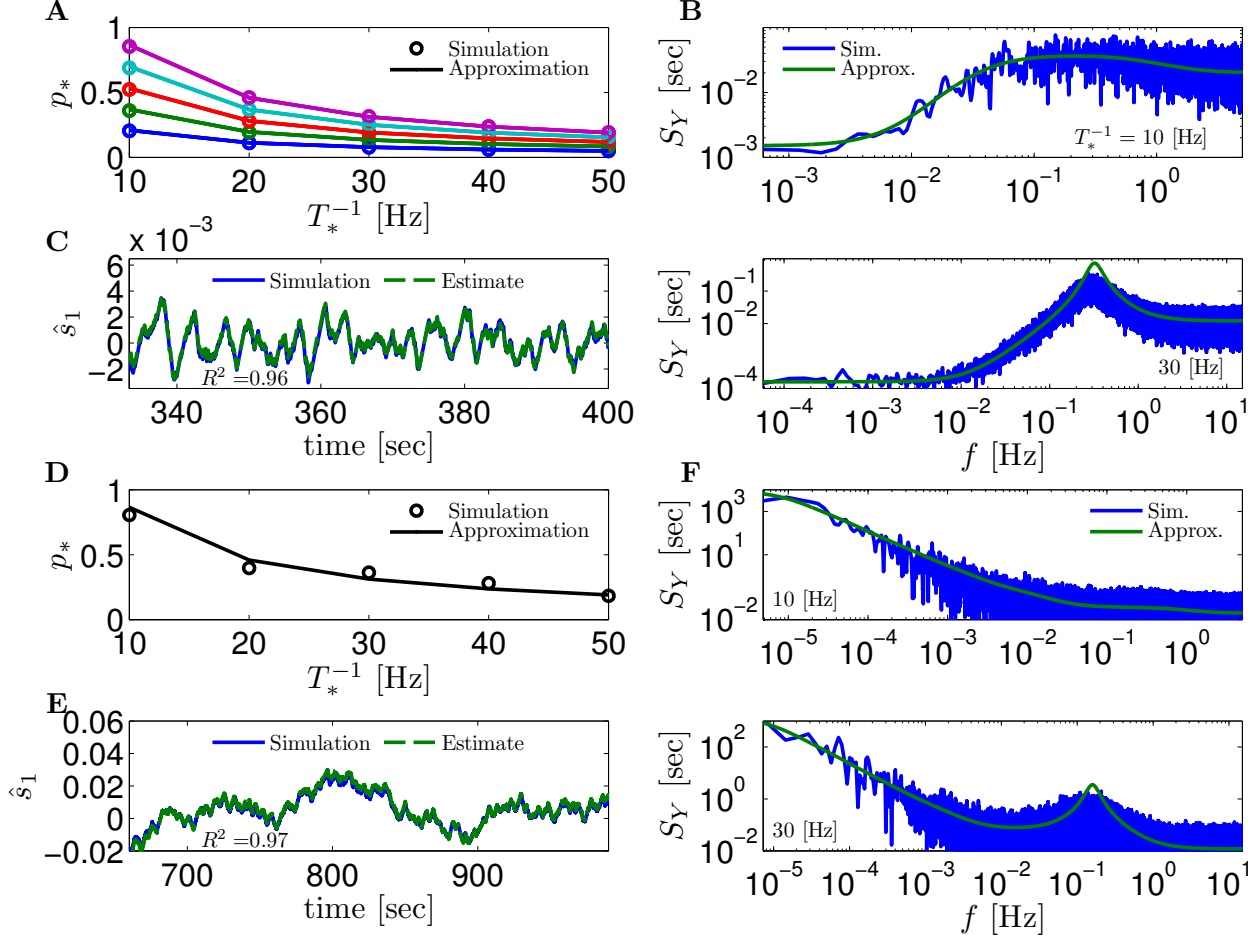 A
1
0.5
0
p*
Simulation
Approximation
10 20 30 40 50
T*^{-1} [Hz]
B
10^{-2}
10^{-3}
S_Y [sec]
Sim.
Approx.
T*^{-1} = 10 [Hz]
10^{-3} 10^{-2} 10^{-1} 10^{0}
C
x 10^{-3}
6
4
2
0
−2
ŝ_1
Simulation Estimate
R^2 =0.96
340 360 380 400
time [sec]
10^{-1}
10^{-2}
10^{-4}
S_Y [sec]
30 [Hz]
10^{-4} 10^{-3} 10^{-2} 10^{-1} 10^{0} 10^{1}
f [Hz]
D
1
0.5
0
p*
Simulation
Approximation
10 20 30 40 50
T*^{-1} [Hz]
F
10^{3}
10^{1}
10^{-2}
S_Y [sec]
Sim.
Approx.
10 [Hz]
10^{-5} 10^{-4} 10^{-3} 10^{-2} 10^{-1} 10^{0}
E
0.06
0.04
0.02
0
−0.02
ŝ_1
Simulation Estimate
R^2 =0.97
700 800 900
time [sec]
10^{2}
10^{0}
10^{-2}
S_Y [sec]
30 [Hz]
10^{-5} 10^{-4} 10^{-3} 10^{-2} 10^{-1} 10^{0} 10^{1}
f [Hz]